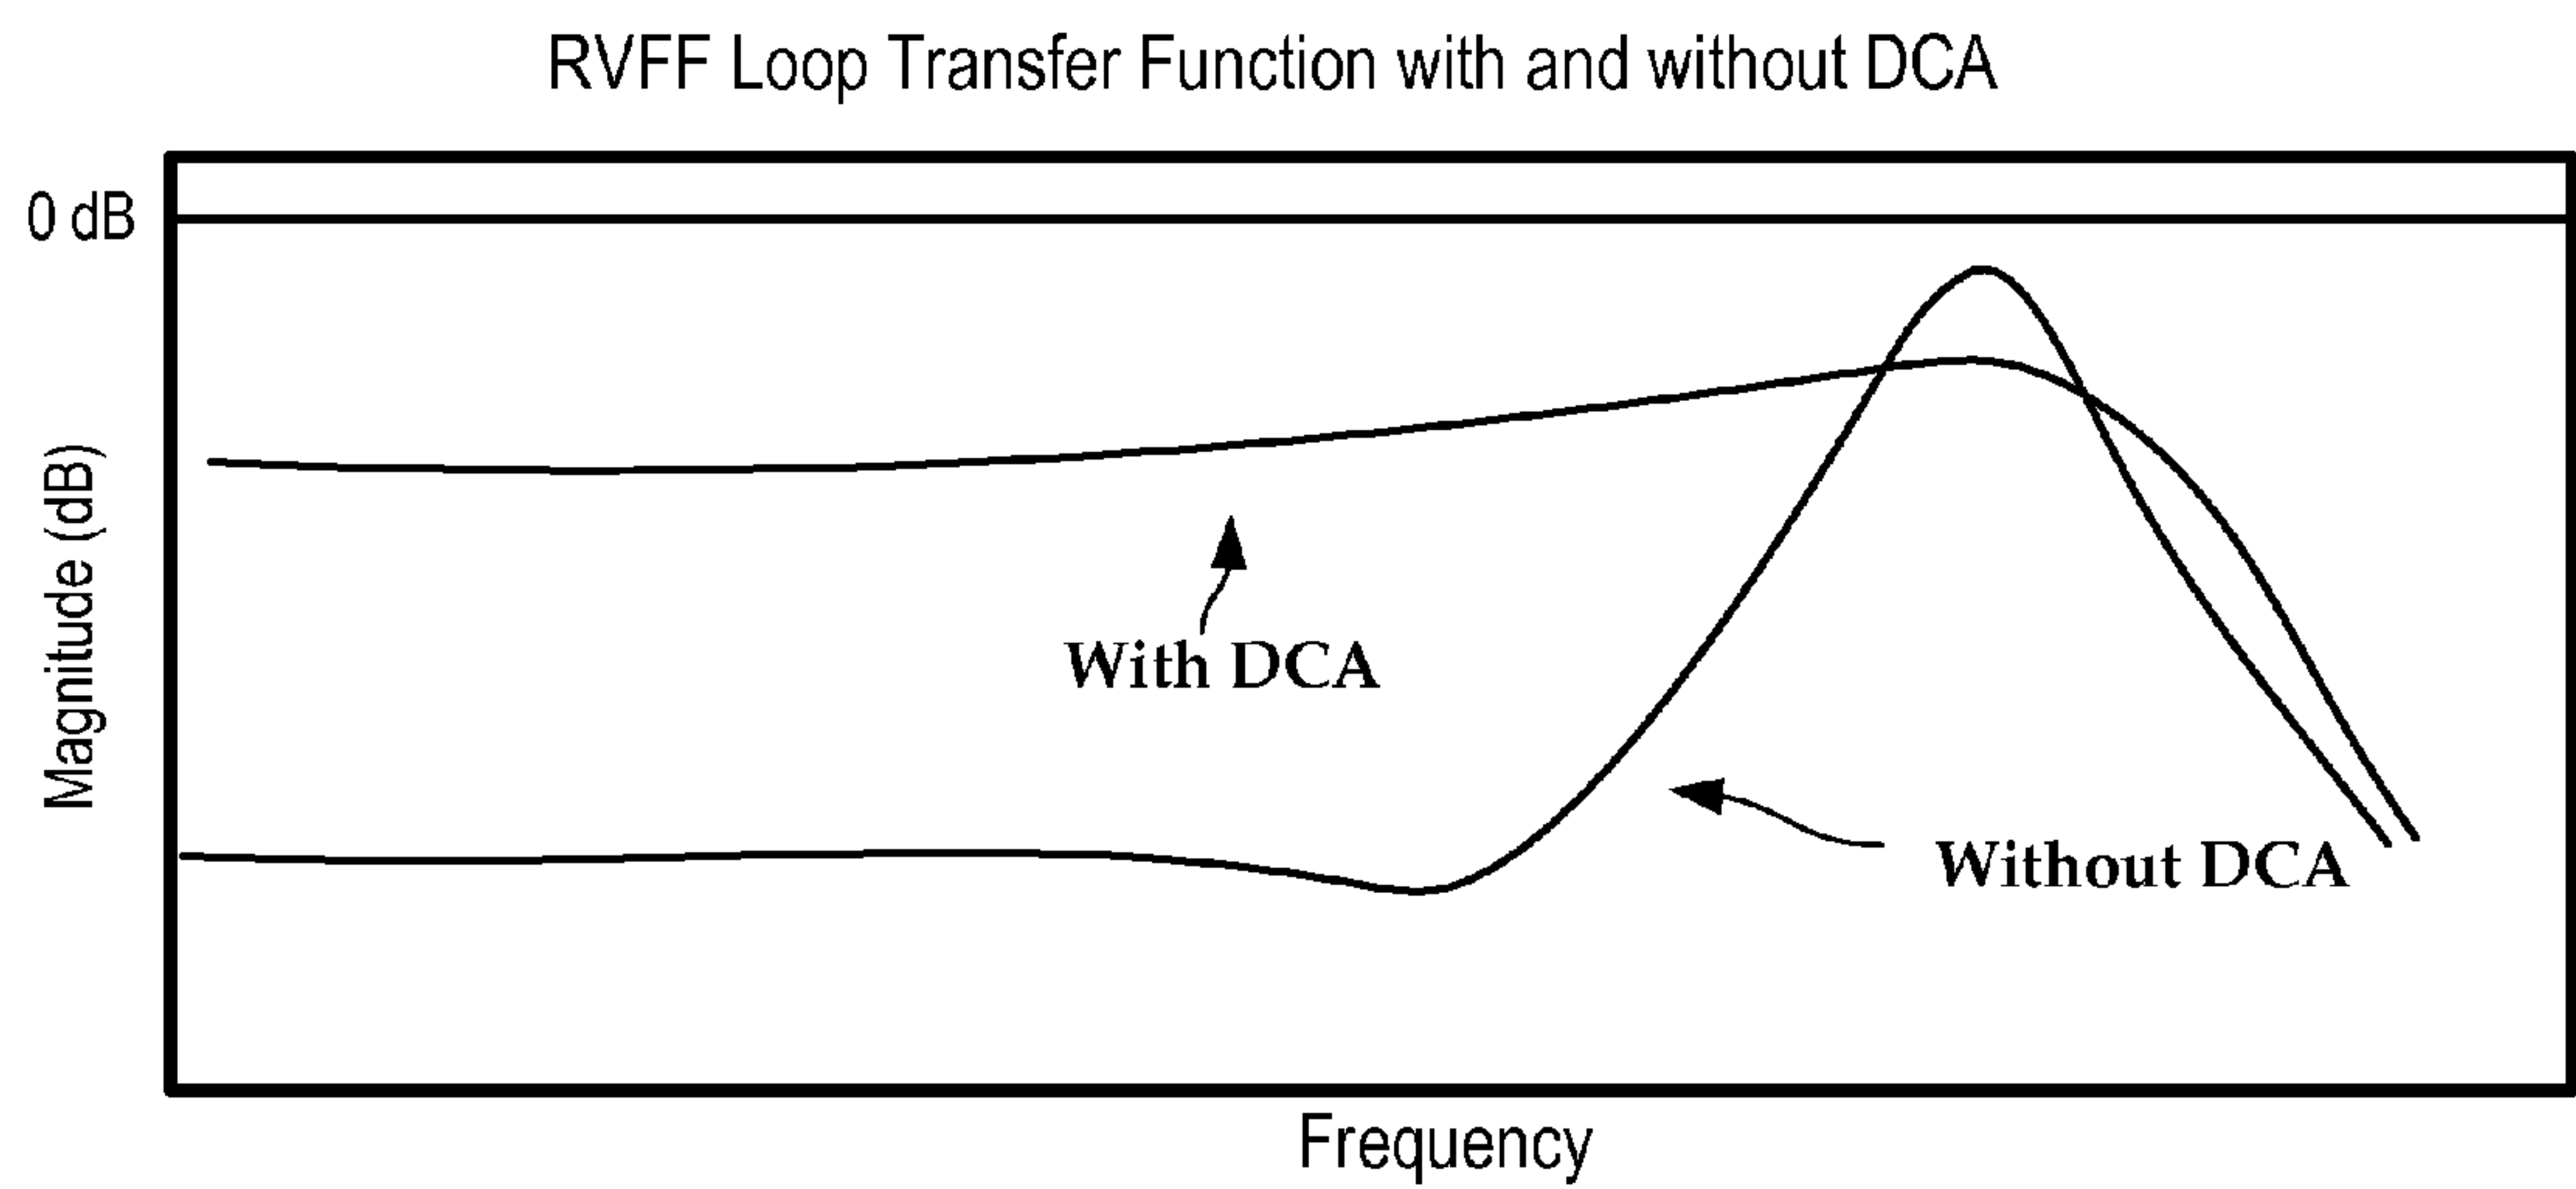 RVFF Loop Transfer Function with and without DCA
0 dB
Magnitude (dB)
With DCA
Without DCA
Frequency